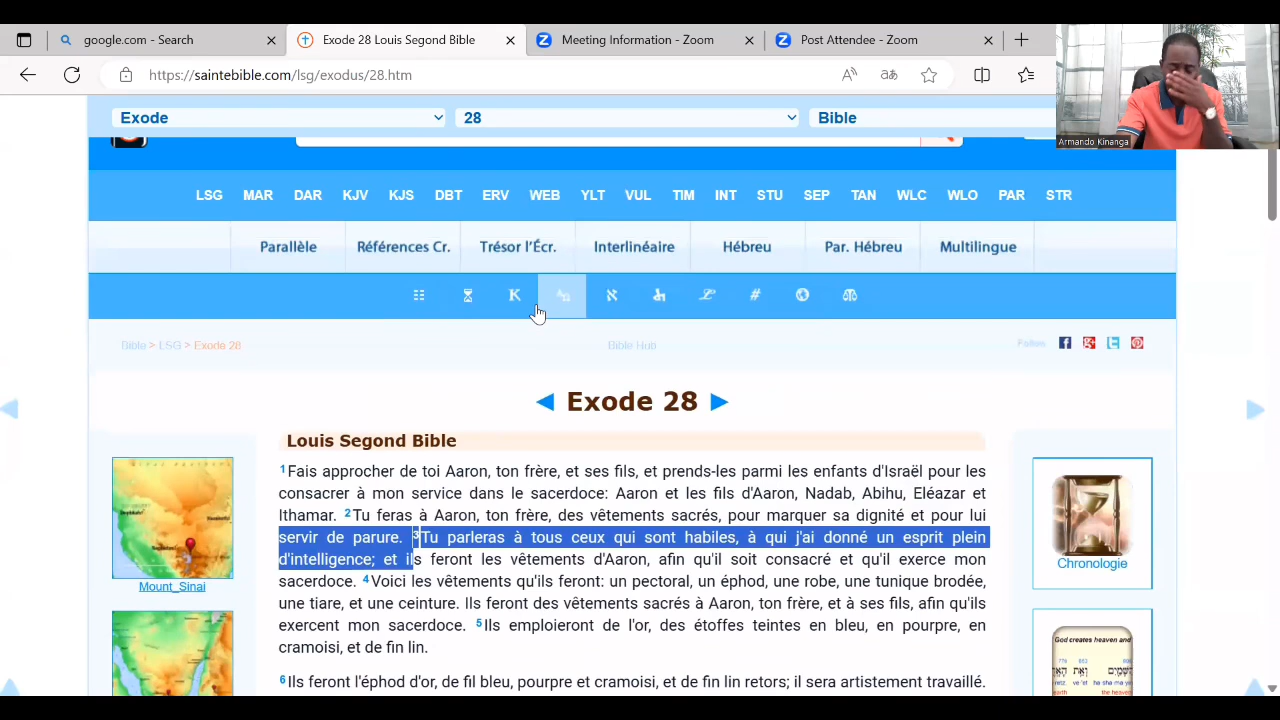 google.com - Search
Exode 28 Louis Segond Bible
Meeting Information - Zoom
Post Attendee - Zoom
https://saintebible.com/lsg/exodus/28.htm
Armando Kinanga
Exode 28 Bible
LSG MAR DAR KJV KJS DBT ERV WEB YLT VUL TIM INT STU SEP TAN WLC WLO PAR STR
Parallèle Références Cr. Trésor l'Écr. Interlinéaire Hébreu Par. Hébreu Multilingue
Bible > LSG > Exode 28
Bible Hub
Follow
◄ Exode 28 ►
Louis Segond Bible
1Fais approcher de toi Aaron, ton frère, et ses fils, et prends-les parmi les enfants d'Israël pour les
consacrer à mon service dans le sacerdoce: Aaron et les fils d'Aaron, Nadab, Abihu, Eléazar et
Ithamar. 2Tu feras à Aaron, ton frère, des vêtements sacrés, pour marquer sa dignité et pour lui
servir de parure. 3Tu parleras à tous ceux qui sont habiles, à qui j'ai donné un esprit plein
d'intelligence; et ils feront les vêtements d'Aaron, afin qu'il soit consacré et qu'il exerce mon
sacerdoce. 4Voici les vêtements qu'ils feront: un pectoral, un éphod, une robe, une tunique brodée,
une tiare, et une ceinture. Ils feront des vêtements sacrés à Aaron, ton frère, et à ses fils, afin qu'ils
exercent mon sacerdoce. 5Ils emploieront de l'or, des étoffes teintes en bleu, en pourpre, en
cramoisi, et de fin lin.
6Ils feront l'éphod d'or, de fil bleu, pourpre et cramoisi, et de fin lin retors; il sera artistement travaillé.
Mount_Sinai
Chronologie
God creates heaven and